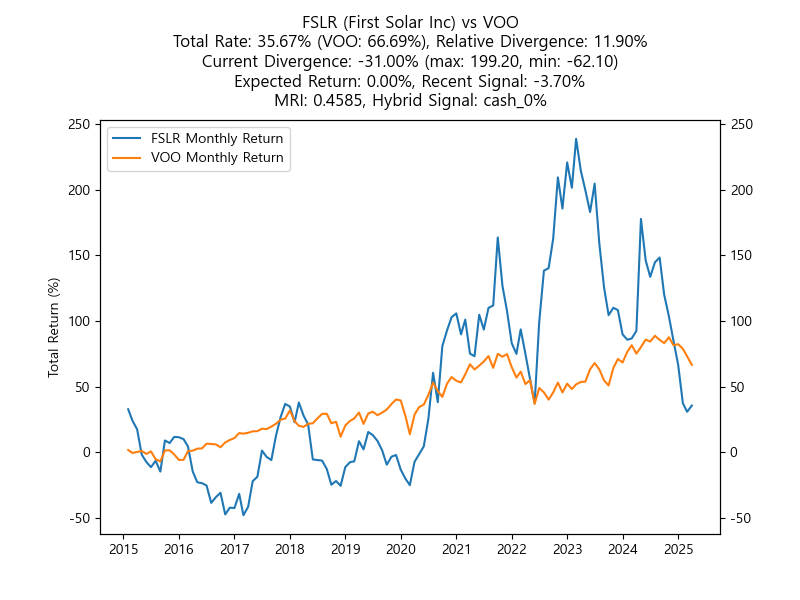 FSLR (First Solar Inc) vs VOO
Total Rate: 35.67% (VOO: 66.69%), Relative Divergence: 11.90%
Current Divergence: -31.00% (max: 199.20, min: -62.10)
Expected Return: 0.00%, Recent Signal: -3.70%
MRI: 0.4585, Hybrid Signal: cash_0%
FSLR Monthly Return
VOO Monthly Return
Total Return (%)
250 250
200 200
150 150
100 100
50 50
0 0
-50 -50
2015 2016 2017 2018 2019 2020 2021 2022 2023 2024 2025